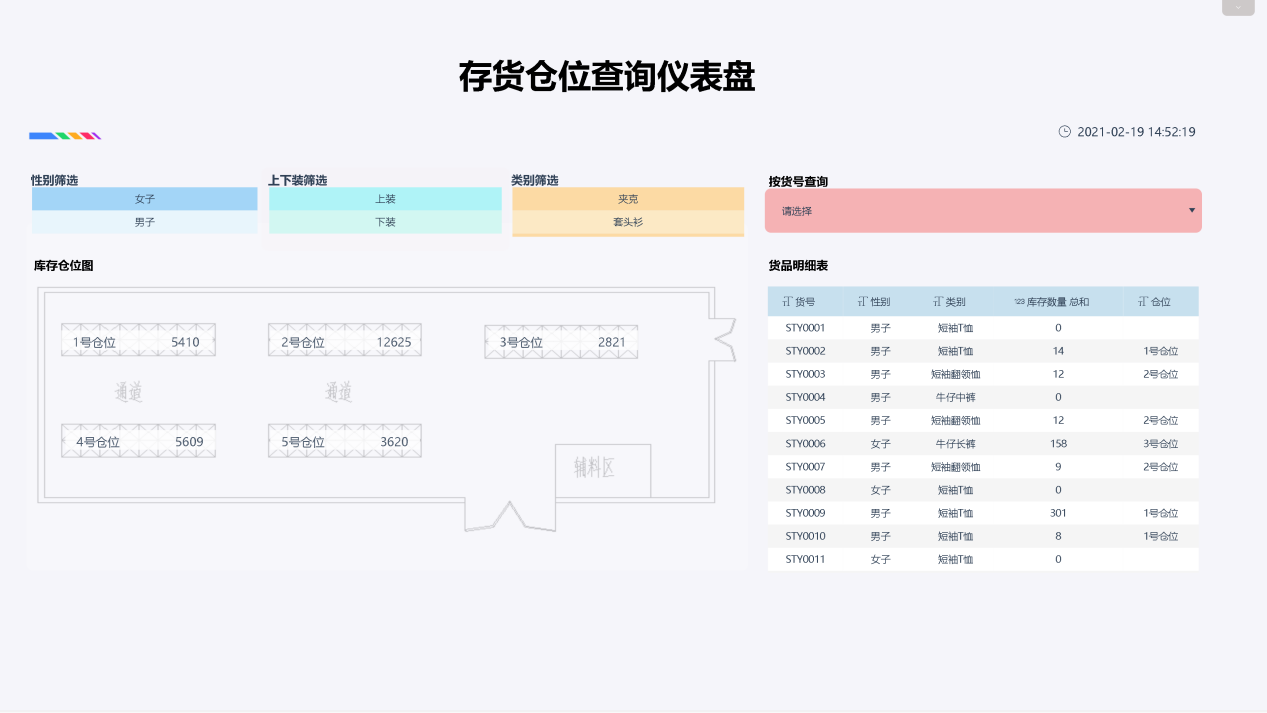 存货仓位查询仪表盘
2021-02-19 14:52:19
性别筛选
女子
男子
上下装筛选
上装
下装
类别筛选
夹克
套头衫
按货号查询
请选择
库存仓位图
1号仓位 5410
2号仓位 12625
3号仓位 2821
通道
通道
4号仓位 5609
5号仓位 3620
辅料区
货品明细表
货号 性别 类别 123 库存数量 总和 仓位
STY0001 男子 短袖T恤 0
STY0002 男子 短袖T恤 14 1号仓位
STY0003 男子 短袖翻领恤 12 2号仓位
STY0004 男子 牛仔中裤 0
STY0005 男子 短袖翻领恤 12 2号仓位
STY0006 女子 牛仔长裤 158 3号仓位
STY0007 男子 短袖翻领恤 9 2号仓位
STY0008 女子 短袖T恤 0
STY0009 男子 短袖T恤 301 1号仓位
STY0010 男子 短袖T恤 8 1号仓位
STY0011 女子 短袖T恤 0